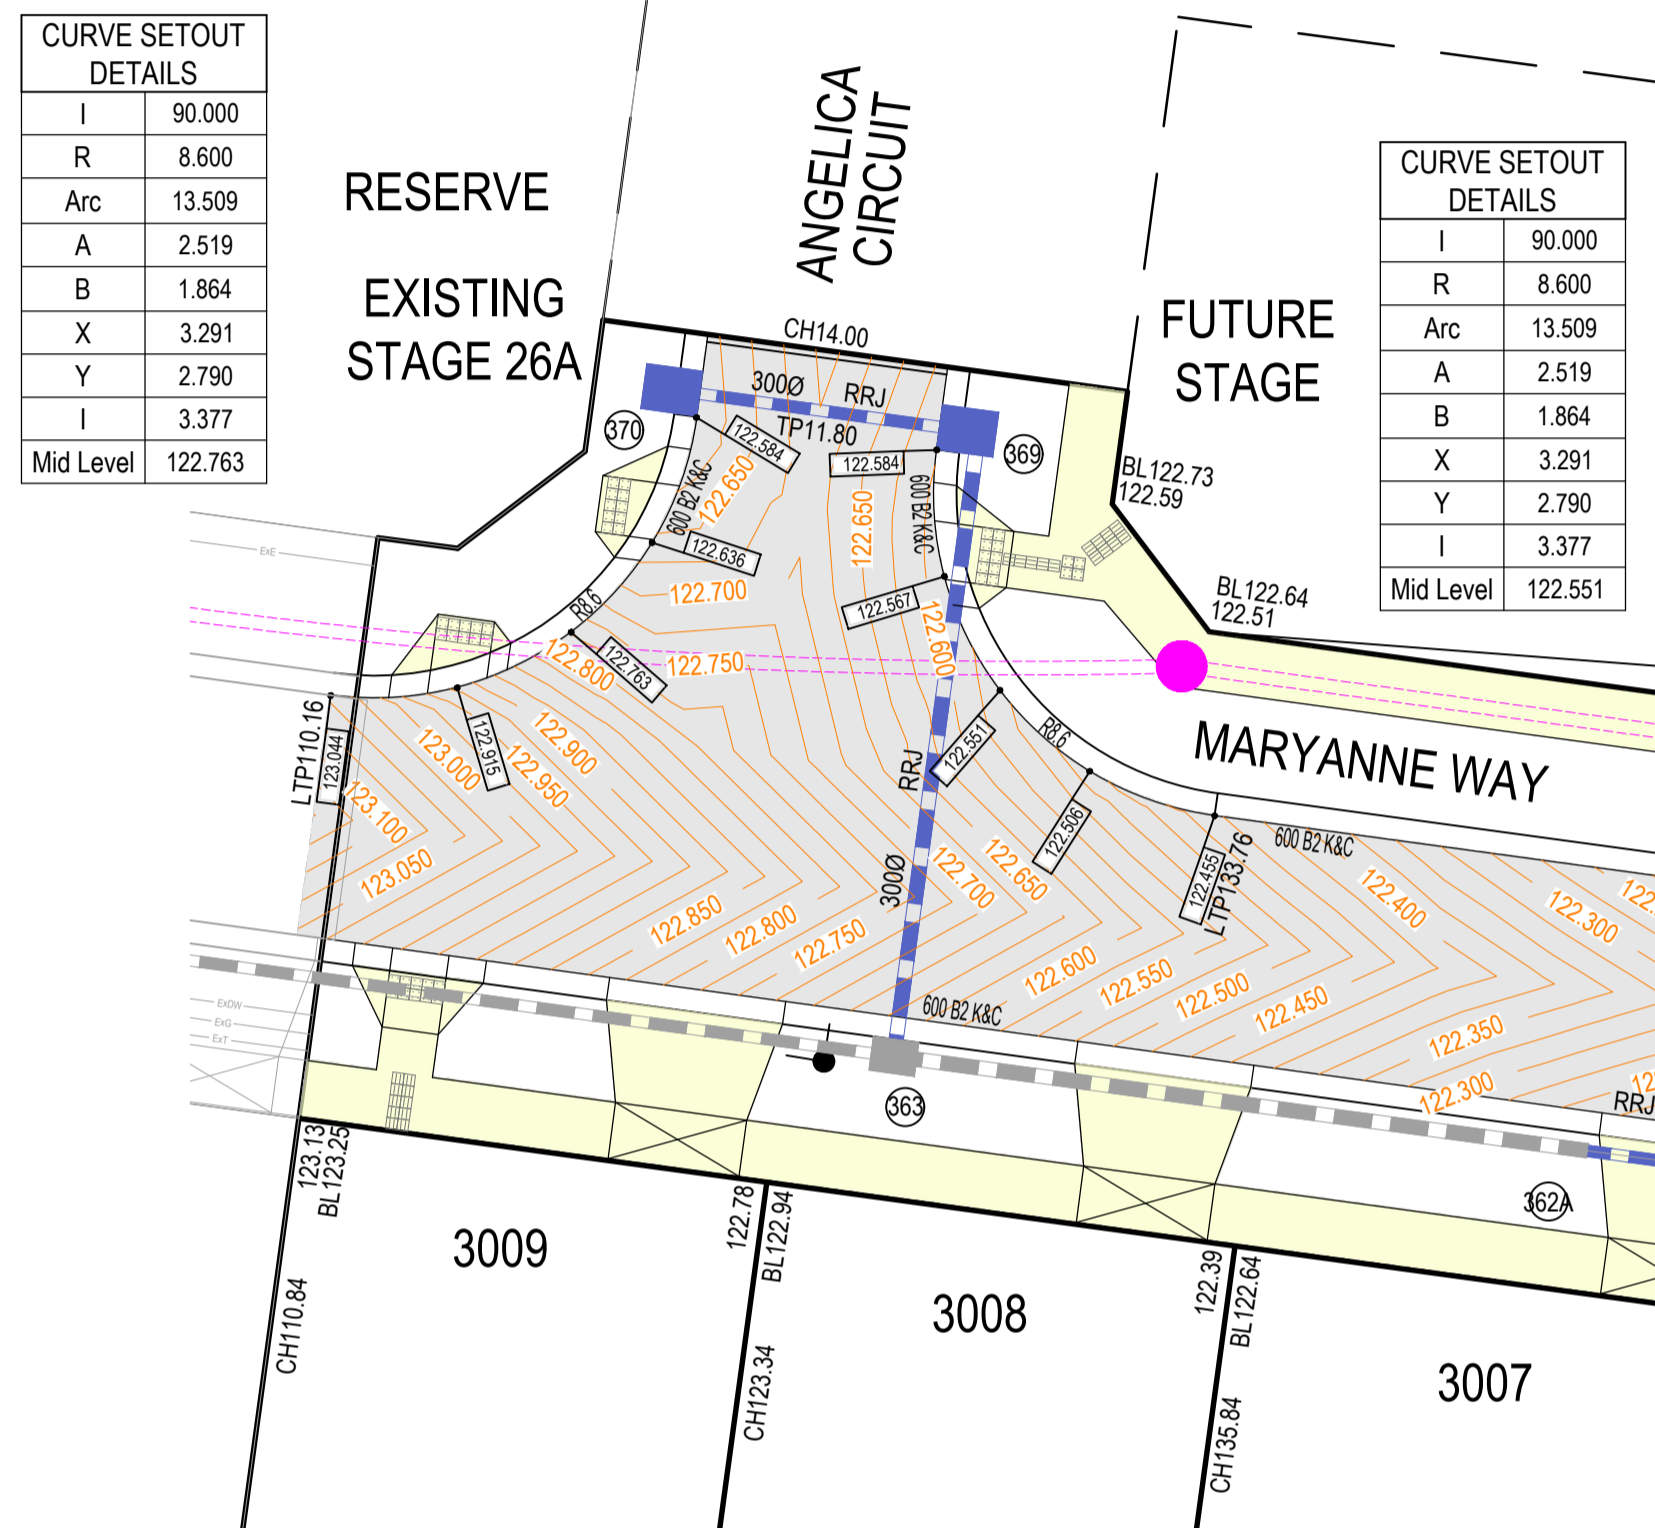 CURVE SETOUT
DETAILS
I 90.000
R 8.600
Arc 13.509
A 2.519
B 1.864
X 3.291
Y 2.790
I 3.377
Mid Level 122.763
RESERVE
EXISTING
STAGE 26A
ANGELICA
CIRCUIT
FUTURE
STAGE
CURVE SETOUT
DETAILS
I 90.000
R 8.600
Arc 13.509
A 2.519
B 1.864
X 3.291
Y 2.790
I 3.377
Mid Level 122.551
CH14.00
300Ø RRJ
TP11.80
370
369
122.584
122.584
600 B2 K&C
122.650
122.650
600 B2 K&C
BL122.73
122.59
122.636
122.700
122.567
122.600
BL122.64
122.51
ExE
R8.6
122.763
122.800
122.750
LTP110.16
123.044
122.915
123.000
122.900
122.950
123.100
123.050
RRJ
300Ø
122.551
R8.6
MARYANNE WAY
122.506
122.455
LTP133.76
600 B2 K&C
122.850
122.800
122.750
122.700
122.650
122.400
122.300
122.600
122.550
122.500
122.450
122.350
122.300
600 B2 K&C
RRJ
ExDW
ExG
ExT
363
362A
123.13
BL123.25
CH110.84
3009
122.78
BL122.94
CH123.34
3008
122.39
BL122.64
CH135.84
3007